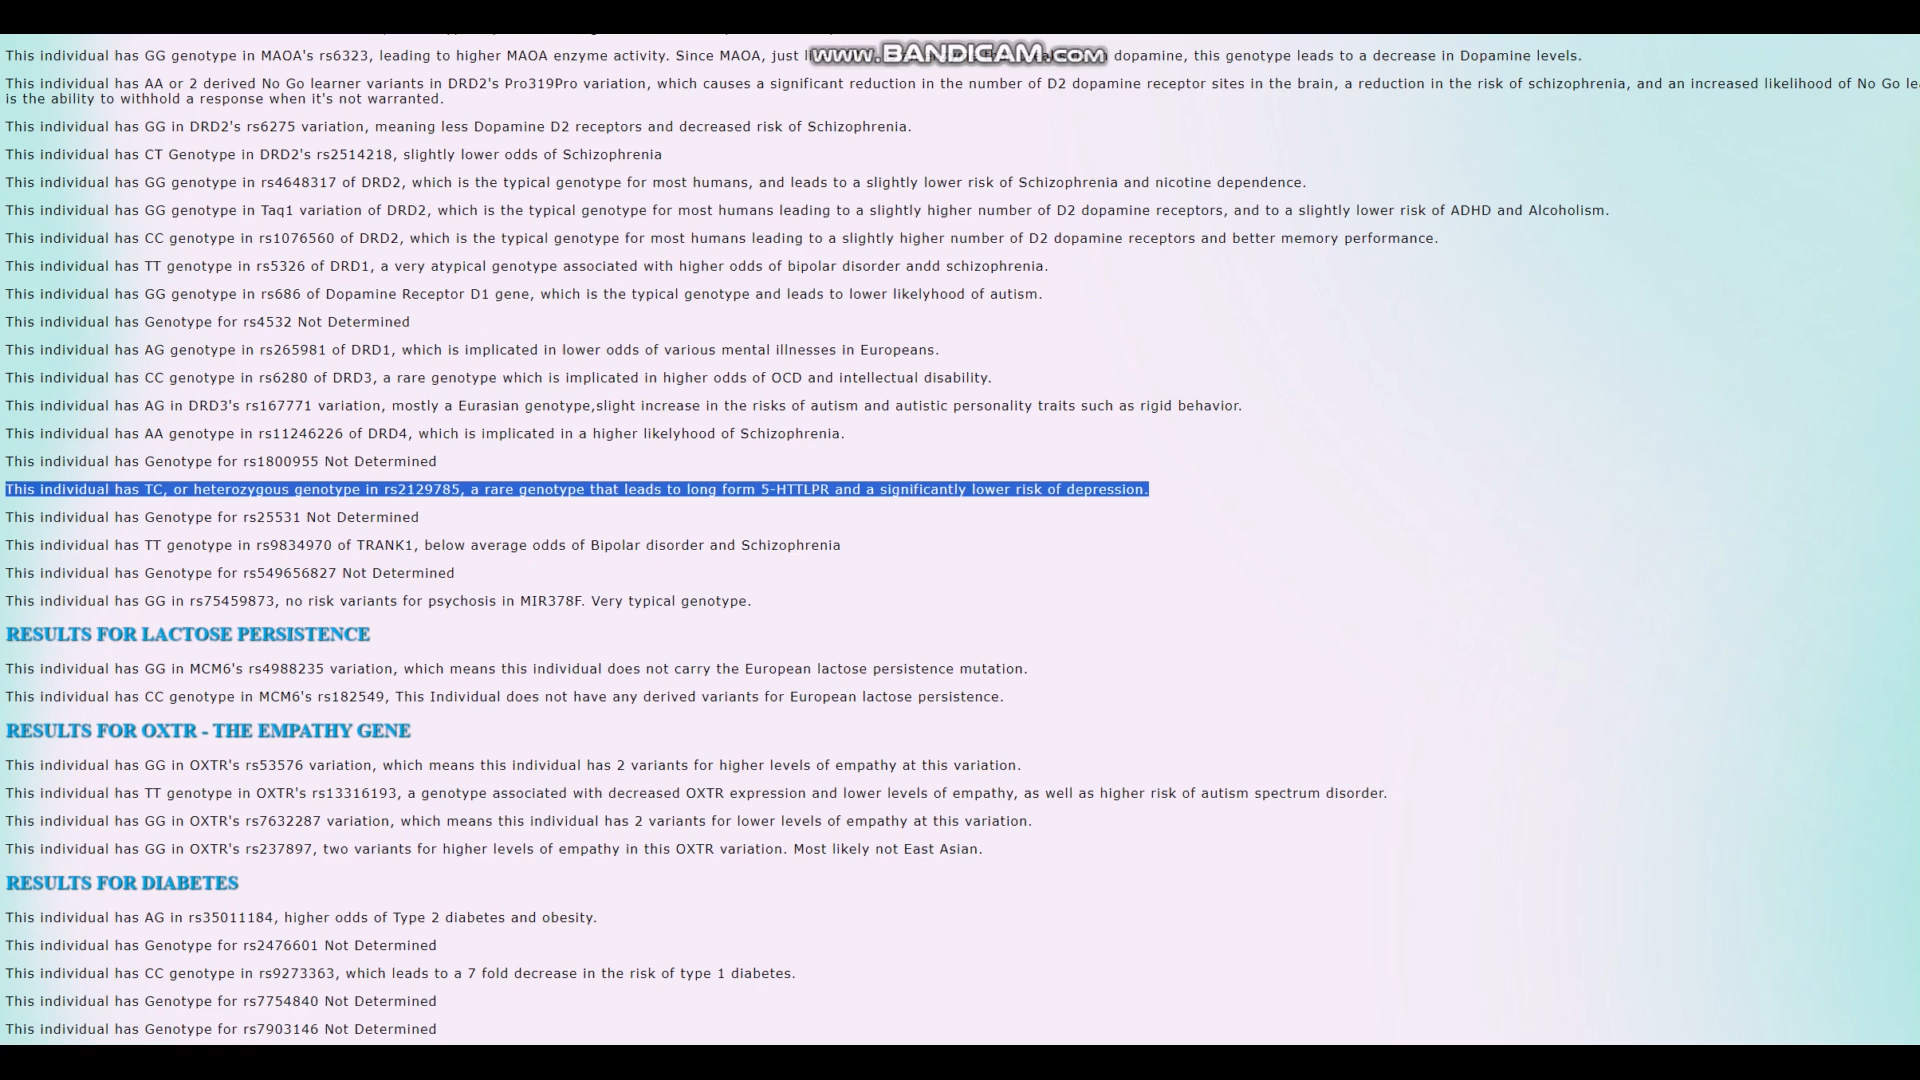 www.BANDICAM.com
This individual has GG genotype in MAOA's rs6323, leading to higher MAOA enzyme activity. Since MAOA, just dopamine, this genotype leads to a decrease in Dopamine levels.
This individual has AA or 2 derived No Go learner variants in DRD2's Pro319Pro variation, which causes a significant reduction in the number of D2 dopamine receptor sites in the brain, a reduction in the risk of schizophrenia, and an increased likelihood of No Go
is the ability to withhold a response when it's not warranted.
This individual has GG in DRD2's rs6275 variation, meaning less Dopamine D2 receptors and decreased risk of Schizophrenia.
This individual has CT Genotype in DRD2's rs2514218, slightly lower odds of Schizophrenia
This individual has GG genotype in rs4648317 of DRD2, which is the typical genotype for most humans, and leads to a slightly lower risk of Schizophrenia and nicotine dependence.
This individual has GG genotype in Taq1 variation of DRD2, which is the typical genotype for most humans leading to a slightly higher number of D2 dopamine receptors, and to a slightly lower risk of ADHD and Alcoholism.
This individual has CC genotype in rs1076560 of DRD2, which is the typical genotype for most humans leading to a slightly higher number of D2 dopamine receptors and better memory performance.
This individual has TT genotype in rs5326 of DRD1, a very atypical genotype associated with higher odds of bipolar disorder andd schizophrenia.
This individual has GG genotype in rs686 of Dopamine Receptor D1 gene, which is the typical genotype and leads to lower likelyhood of autism.
This individual has Genotype for rs4532 Not Determined
This individual has AG genotype in rs265981 of DRD1, which is implicated in lower odds of various mental illnesses in Europeans.
This individual has CC genotype in rs6280 of DRD3, a rare genotype which is implicated in higher odds of OCD and intellectual disability.
This individual has AG in DRD3's rs167771 variation, mostly a Eurasian genotype,slight increase in the risks of autism and autistic personality traits such as rigid behavior.
This individual has AA genotype in rs11246226 of DRD4, which is implicated in a higher likelyhood of Schizophrenia.
This individual has Genotype for rs1800955 Not Determined
This individual has TC, or heterozygous genotype in rs2129785, a rare genotype that leads to long form 5-HTTLPR and a significantly lower risk of depression.
This individual has Genotype for rs25531 Not Determined
This individual has TT genotype in rs9834970 of TRANK1, below average odds of Bipolar disorder and Schizophrenia
This individual has Genotype for rs549656827 Not Determined
This individual has GG in rs75459873, no risk variants for psychosis in MIR378F. Very typical genotype.
RESULTS FOR LACTOSE PERSISTENCE
This individual has GG in MCM6's rs4988235 variation, which means this individual does not carry the European lactose persistence mutation.
This individual has CC genotype in MCM6's rs182549, This Individual does not have any derived variants for European lactose persistence.
RESULTS FOR OXTR - THE EMPATHY GENE
This individual has GG in OXTR's rs53576 variation, which means this individual has 2 variants for higher levels of empathy at this variation.
This individual has TT genotype in OXTR's rs13316193, a genotype associated with decreased OXTR expression and lower levels of empathy, as well as higher risk of autism spectrum disorder.
This individual has GG in OXTR's rs7632287 variation, which means this individual has 2 variants for lower levels of empathy at this variation.
This individual has GG in OXTR's rs237897, two variants for higher levels of empathy in this OXTR variation. Most likely not East Asian.
RESULTS FOR DIABETES
This individual has AG in rs35011184, higher odds of Type 2 diabetes and obesity.
This individual has Genotype for rs2476601 Not Determined
This individual has CC genotype in rs9273363, which leads to a 7 fold decrease in the risk of type 1 diabetes.
This individual has Genotype for rs7754840 Not Determined
This individual has Genotype for rs7903146 Not Determined